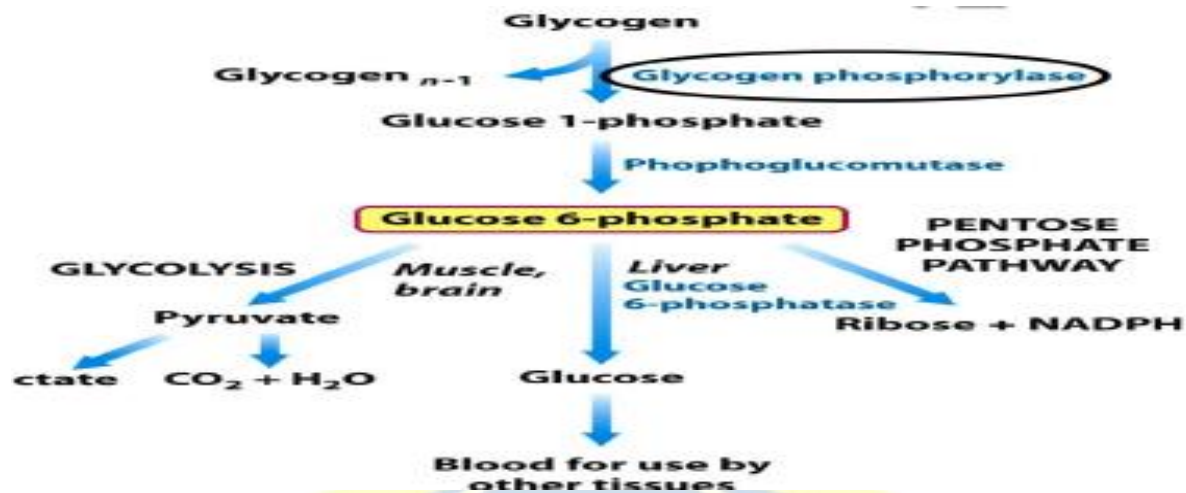 Glycogen
Glycogen n-1
Glycogen phosphorylase
Glucose 1-phosphate
Phophoglucomutase
Glucose 6-phosphate
PENTOSE
PHOSPHATE
PATHWAY
GLYCOLYSIS
Muscle,
brain
Liver
Glucose
6-phosphatase
Pyruvate
Ribose + NADPH
ctate
CO₂ + H₂O
Glucose
Blood for use by
other tissues